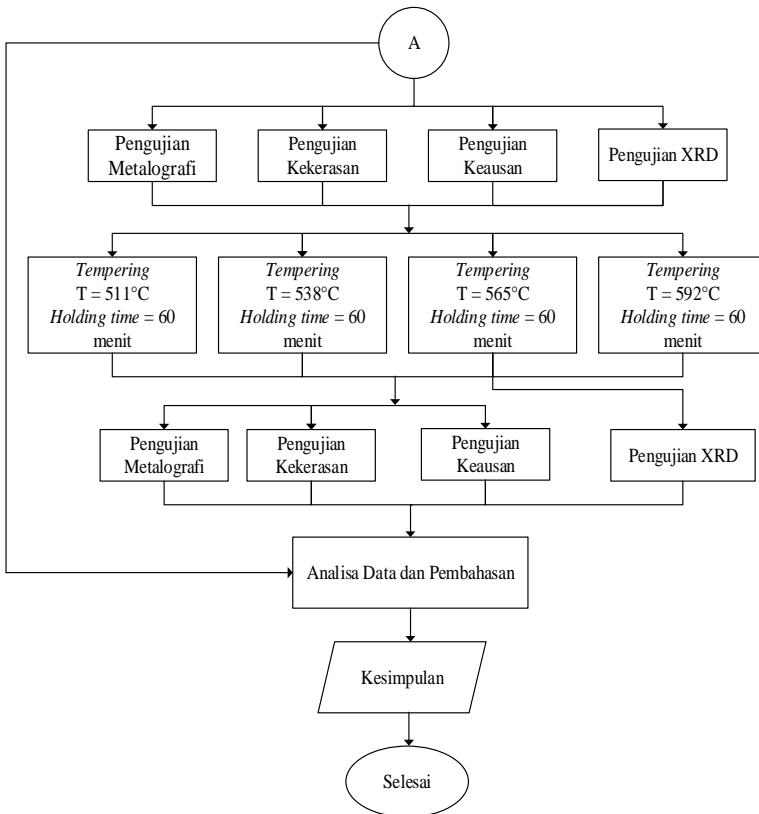 A
Pengujian
Metalografi
Pengujian
Kekerasan
Pengujian
Keausan
Pengujian XRD
Tempering
T = 511°C
Holding time = 60
menit
Tempering
T = 538°C
Holding time = 60
menit
Tempering
T = 565°C
Holding time = 60
menit
Tempering
T = 592°C
Holding time = 60
menit
Pengujian
Metalografi
Pengujian
Kekerasan
Pengujian
Keausan
Pengujian XRD
Analisa Data dan Pembahasan
Kesimpulan
Selesai